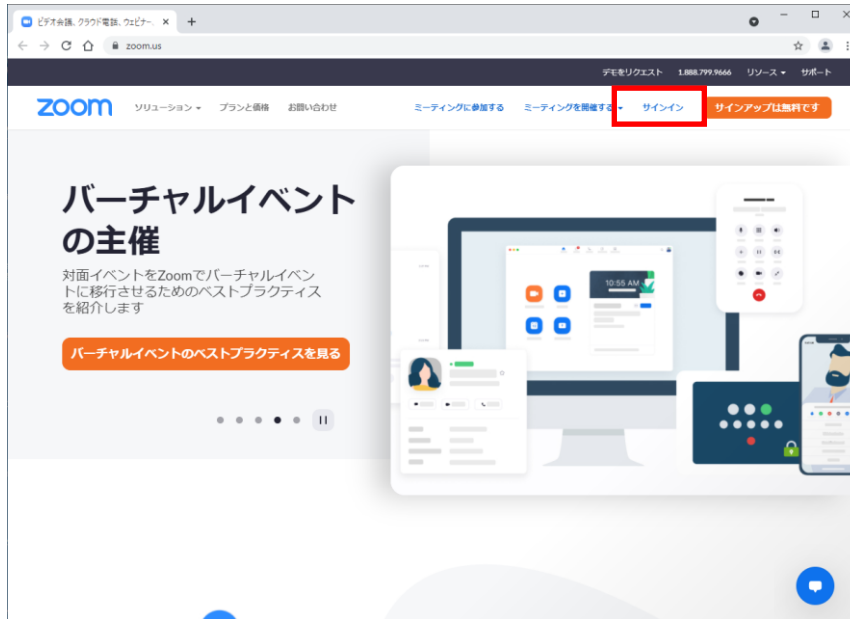 ビデオ会議、クラウド電話、ウェビナー、
zoom.us
デモをリクエスト 1.888.799.9666 リソース サポート
zoom ソリューション プランと価格 お問い合わせ ミーティングに参加する ミーティングを開催する サインイン サインアップは無料です
バーチャルイベント
の主催
対面イベントをZoomでバーチャルイベン
トに移行させるためのベストプラクティス
を紹介します
バーチャルイベントのベストプラクティスを見る
10:55 AM